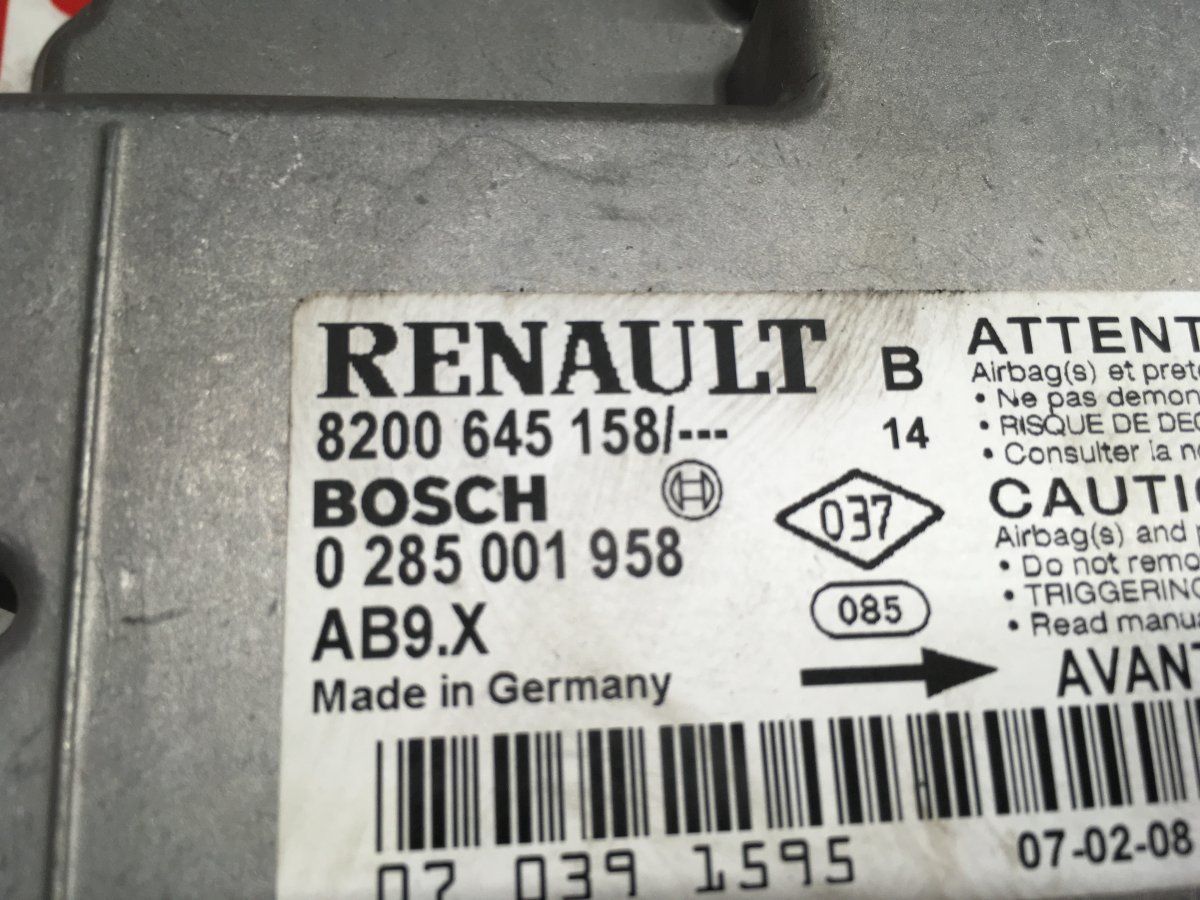 RENAULT
8200 645 158/---
BOSCH
0 285 001 958
AB9.X
Made in Germany
B
14
037
085
ATTENT
Airbag(s) et prete
• Ne pas demon
• RISQUE DE DEC
• Consulter la no
CAUTIO
Airbag(s) and p
• Do not remo
• TRIGGERING
• Read manua
AVANT
07 039 1595
07-02-08